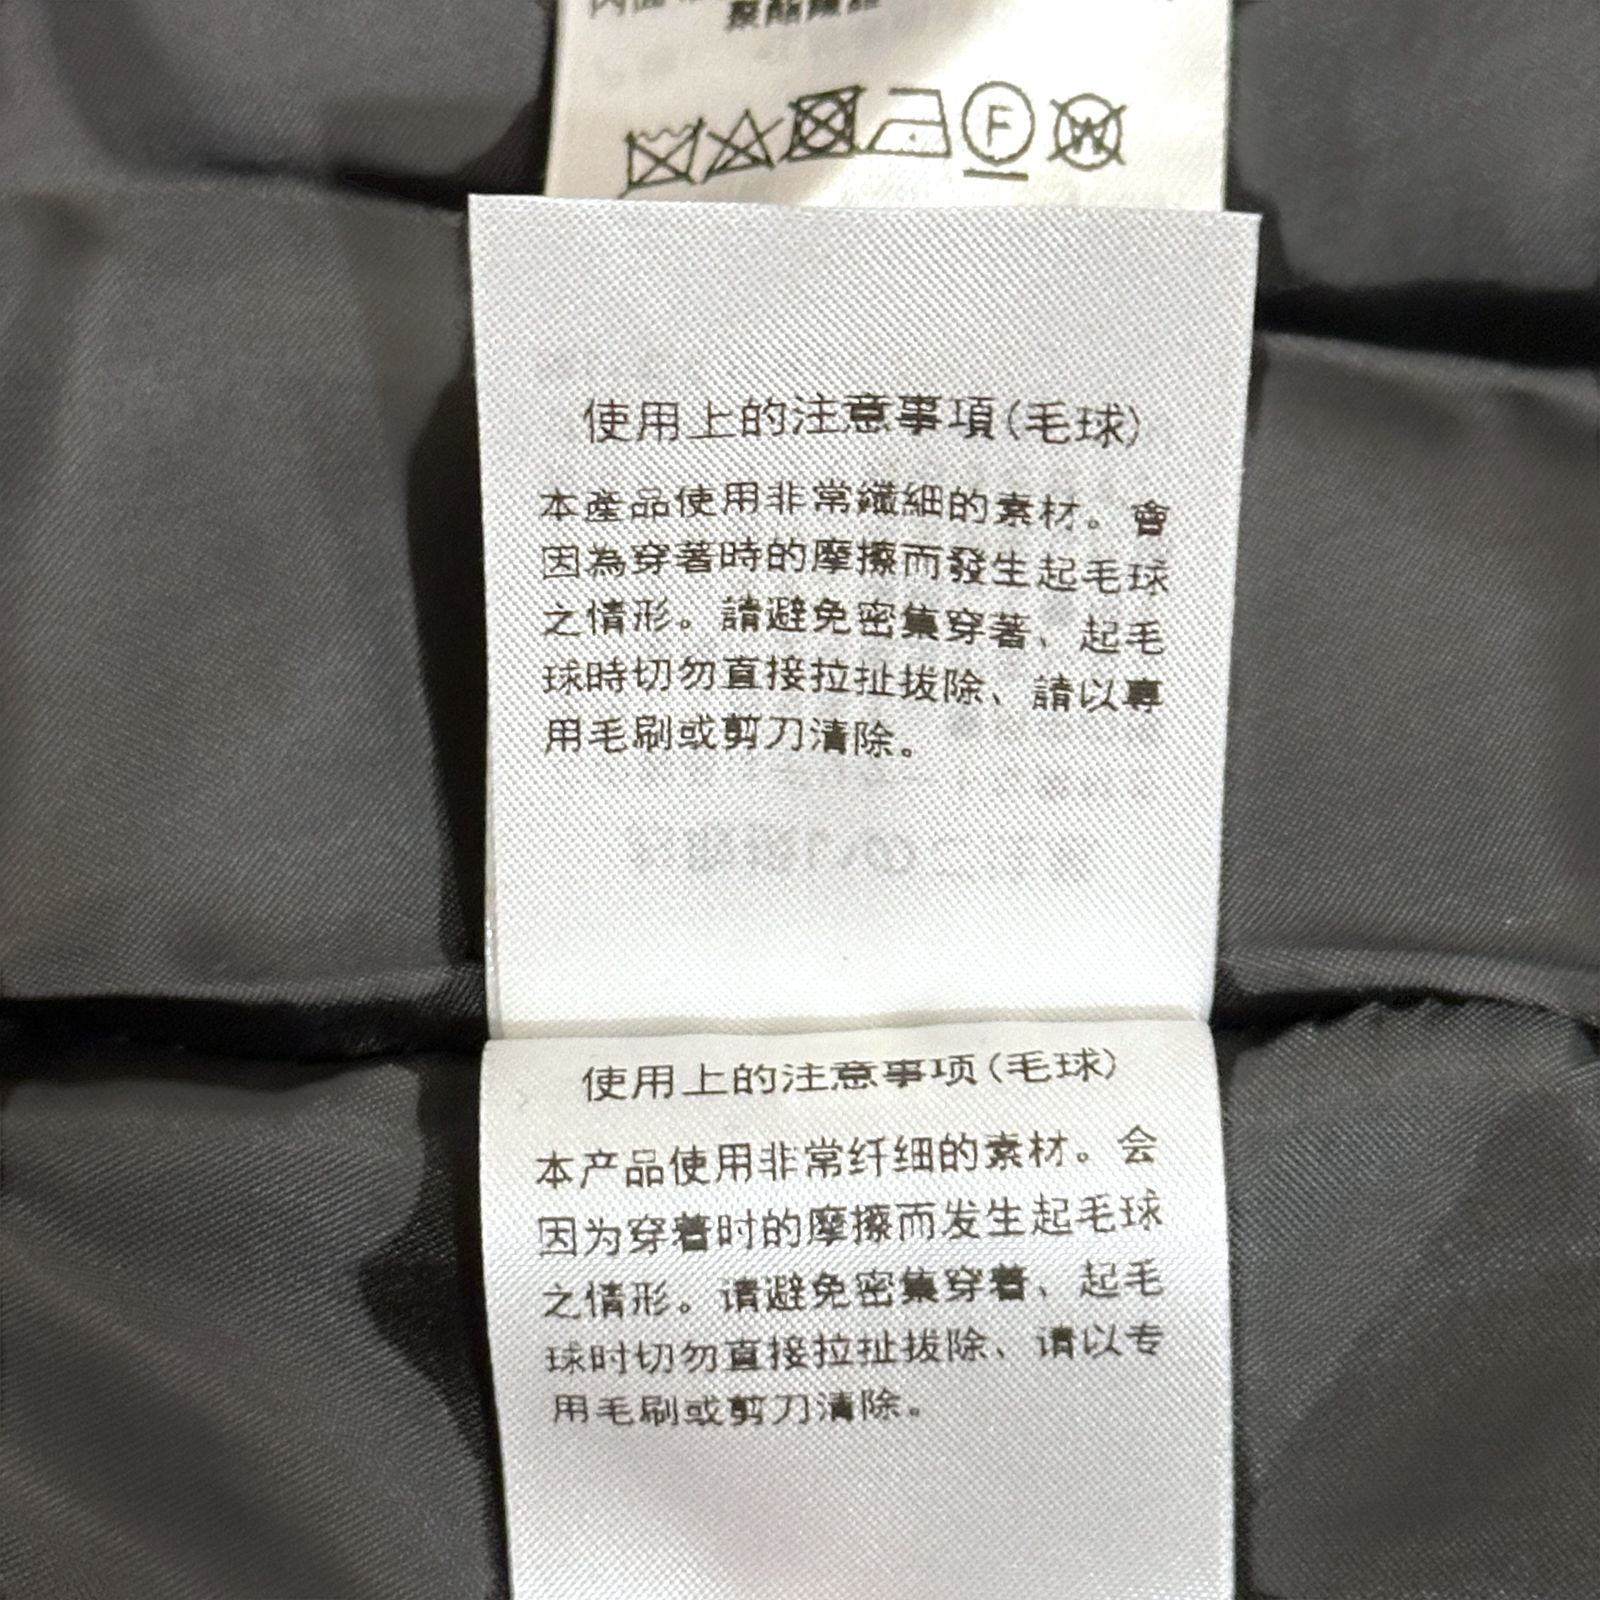 F
W
使用上的注意事項(毛球)
本產品使用非常纖細的素材。會
因為穿著時的摩擦而發生起毛球
之情形。請避免密集穿著、起毛
球時切勿直接拉扯拔除、請以專
用毛刷或剪刀清除。
使用上的注意事项(毛球)
本产品使用非常纤细的素材。会
因为穿着时的摩擦而发生起毛球
之情形。请避免密集穿着、起毛
球时切勿直接拉扯拔除、请以专
用毛刷或剪刀清除。